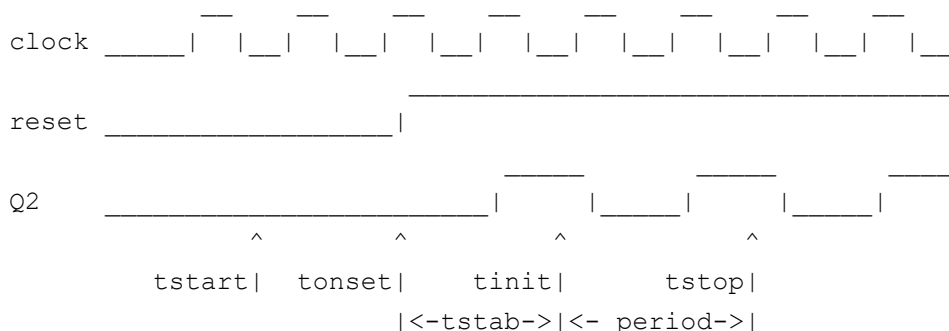 clock
reset
Q2
tstart| tonset| tinit| tstop|
|<-tstab->|<- period->|